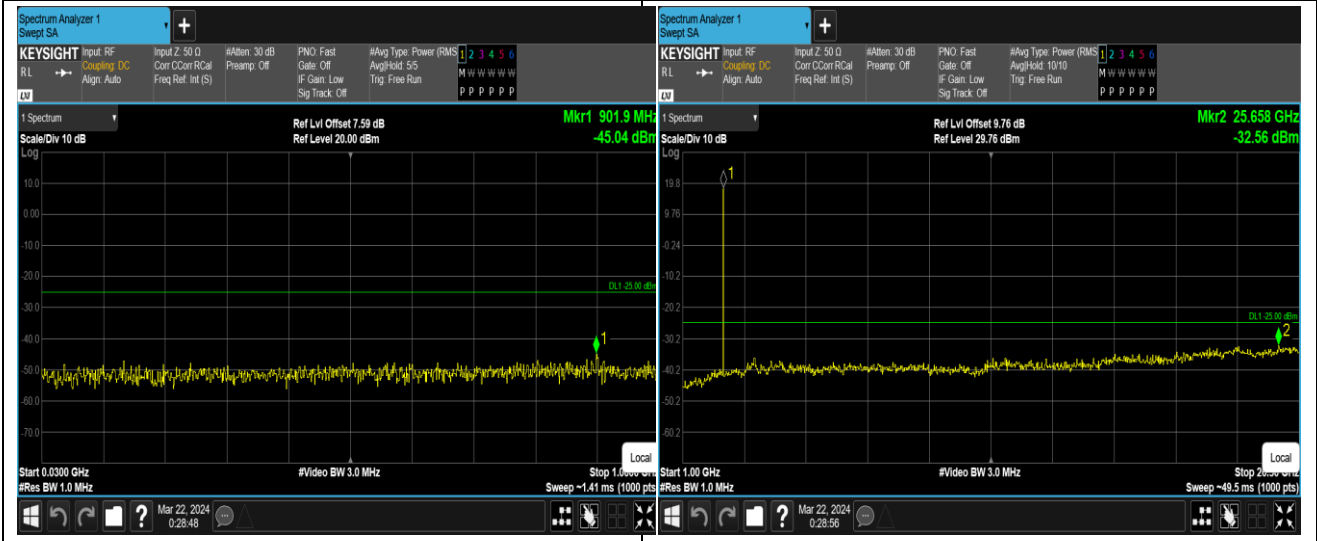 Spectrum Analyzer 1
Swept SA
+
KEYSIGHT
RL
LXI
Input: RF
Coupling: DC
Align: Auto
Input Z: 50 Ω
Corr CCorr RCal
Freq Ref: Int (S)
#Atten: 30 dB
Preamp: Off
PNO: Fast
Gate: Off
IF Gain: Low
Sig Track: Off
#Avg Type: Power (RMS
Avg|Hold: 5/5
Trig: Free Run
1 2 3 4 5 6
M W W W W W
P P P P P P
1 Spectrum
Scale/Div 10 dB
Log
Ref Lvl Offset 7.59 dB
Ref Level 20.00 dBm
Mkr1 901.9 MHz
-45.04 dBm
10.0
0.00
-10.0
-20.0
DL1 -25.00 dBm
-30.0
-40.0
1
-50.0
-60.0
-70.0
Local
Start 0.0300 GHz
#Video BW 3.0 MHz
Stop 1.0000 GHz
#Res BW 1.0 MHz
Sweep ~1.41 ms (1000 pts)
?
Mar 22, 2024
0:28:48
Spectrum Analyzer 1
Swept SA
+
KEYSIGHT
RL
LXI
Input: RF
Coupling: DC
Align: Auto
Input Z: 50 Ω
Corr CCorr RCal
Freq Ref: Int (S)
#Atten: 30 dB
Preamp: Off
PNO: Fast
Gate: Off
IF Gain: Low
Sig Track: Off
#Avg Type: Power (RMS
Avg|Hold: 10/10
Trig: Free Run
1 2 3 4 5 6
M W W W W W
P P P P P P
1 Spectrum
Scale/Div 10 dB
Log
Ref Lvl Offset 9.76 dB
Ref Level 29.76 dBm
Mkr2 25.658 GHz
-32.56 dBm
1
19.8
9.76
-0.24
-10.2
-20.2
DL1 -25.00 dBm
2
-30.2
-40.2
-50.2
-60.2
Local
Start 1.00 GHz
#Video BW 3.0 MHz
Stop
#Res BW 1.0 MHz
Sweep ~49.5 ms (1000 pts)
?
Mar 22, 2024
0:28:56